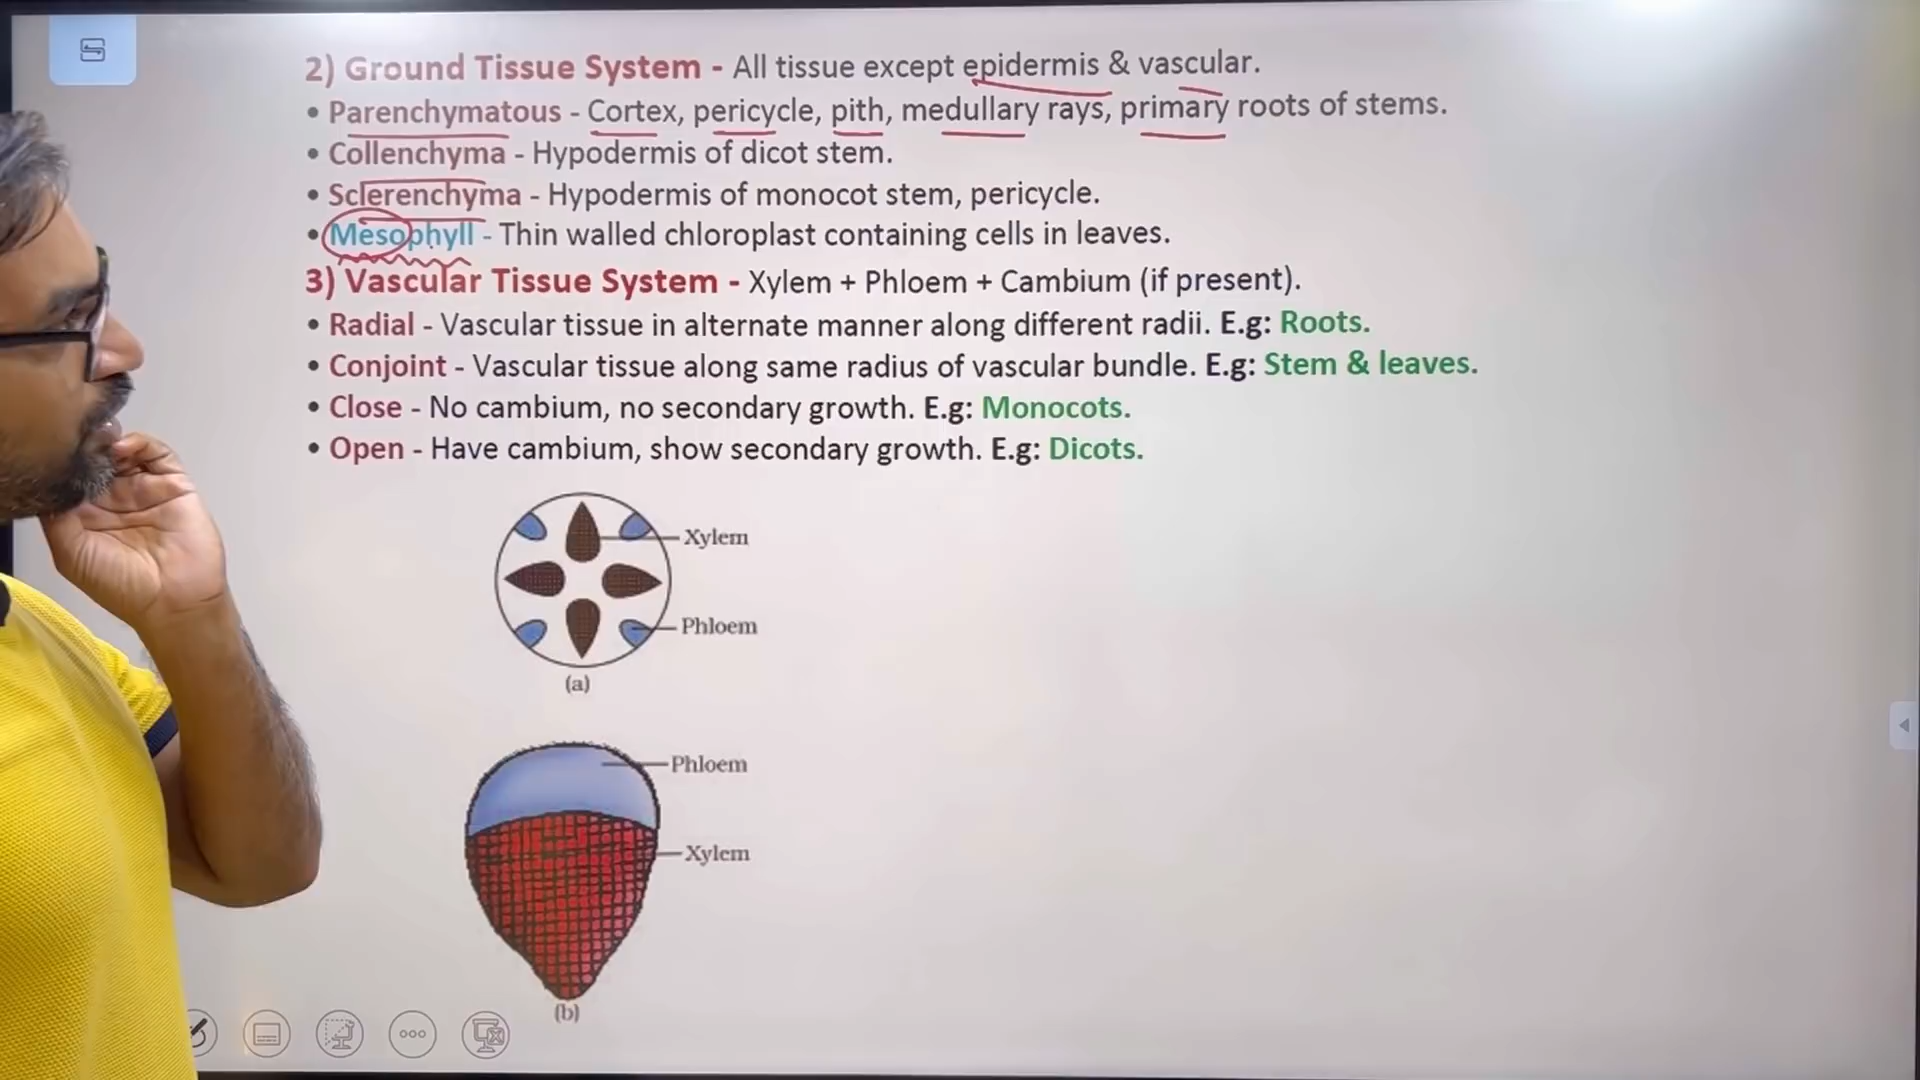 2) Ground Tissue System - All tissue except epidermis & vascular.
• Parenchymatous - Cortex, pericycle, pith, medullary rays, primary roots of stems.
• Collenchyma - Hypodermis of dicot stem.
• Sclerenchyma - Hypodermis of monocot stem, pericycle.
• Mesophyll - Thin walled chloroplast containing cells in leaves.
3) Vascular Tissue System - Xylem + Phloem + Cambium (if present).
• Radial - Vascular tissue in alternate manner along different radii. E.g: Roots.
• Conjoint - Vascular tissue along same radius of vascular bundle. E.g: Stem & leaves.
• Close - No cambium, no secondary growth. E.g: Monocots.
• Open - Have cambium, show secondary growth. E.g: Dicots.
Xylem
Phloem
(a)
Phloem
Xylem
(b)